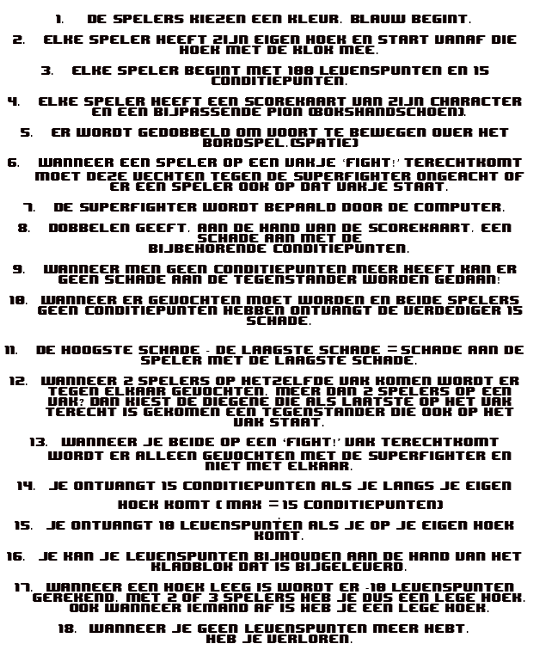 1. DE SPELERS KIEZEN EEN KLEUR. BLAUW BEGINT.
2. ELKE SPELER HEEFT ZIJN EIGEN HOEK EN START VANAF DIE
HOEK MET DE KLOK MEE.
3. ELKE SPELER BEGINT MET 100 LEVENSPUNTEN EN 15
CONDITIEPUNTEN.
4. ELKE SPELER HEEFT EEN SCOREKAART VAN ZIJN CHARACTER
EN EEN BIJPASSENDE PION (BOKSHANDSCHOEN).
5. ER WORDT GEDOBBELD OM VOORT TE BEWEGEN OVER HET
BORDSPEL.(SPATIE)
6. WANNEER EEN SPELER OP EEN VAKJE ‘FIGHT!’ TERECHTKOMT
MOET DEZE VECHTEN TEGEN DE SUPERFIGHTER ONGEACHT OF
ER EEN SPELER OOK OP DAT VAKJE STAAT.
7. DE SUPERFIGHTER WORDT BEPAALD DOOR DE COMPUTER.
8. DOBBELEN GEEFT, AAN DE HAND VAN DE SCOREKAART, EEN
SCHADE AAN MET DE
BIJBEHORENDE CONDITIEPUNTEN.
9. WANNEER MEN GEEN CONDITIEPUNTEN MEER HEEFT KAN ER
GEEN SCHADE AAN DE TEGENSTANDER WORDEN GEDAAN!
10. WANNEER ER GEVOCHTEN MOET WORDEN EN BEIDE SPELERS
GEEN CONDITIEPUNTEN HEBBEN ONTVANGT DE VERDEDIGER 15
SCHADE.
11. DE HOOGSTE SCHADE - DE LAAGSTE SCHADE = SCHADE AAN DE
SPELER MET DE LAAGSTE SCHADE.
12. WANNEER 2 SPELERS OP HETZELFDE VAK KOMEN WORDT ER
TEGEN ELKAAR GEVOCHTEN. MEER DAN 2 SPELERS OP EEN
VAK? DAN KIEST DE DIEGENE DIE ALS LAATSTE OP HET VAK
TERECHT IS GEKOMEN EEN TEGENSTANDER DIE OOK OP HET
VAK STAAT.
13. WANNEER JE BEIDE OP EEN ‘FIGHT!’ VAK TERECHTKOMT
WORDT ER ALLEEN GEVOCHTEN MET DE SUPERFIGHTER EN
NIET MET ELKAAR.
14. JE ONTVANGT 15 CONDITIEPUNTEN ALS JE LANGS JE EIGEN
HOEK KOMT ( MAX = 15 CONDITIEPUNTEN)
15. JE ONTVANGT 10 LEVENSPUNTEN ALS JE OP JE EIGEN HOEK
KOMT.
16. JE KAN JE LEVENSPUNTEN BIJHOUDEN AAN DE HAND VAN HET
KLADBLOK DAT IS BIJGELEVERD.
17. WANNEER EEN HOEK LEEG IS WORDT ER -10 LEVENSPUNTEN
GEREKEND. MET 2 OF 3 SPELERS HEB JE DUS EEN LEGE HOEK.
OOK WANNEER IEMAND AF IS HEB JE EEN LEGE HOEK.
18. WANNEER JE GEEN LEVENSPUNTEN MEER HEBT,
HEB JE VERLOREN.